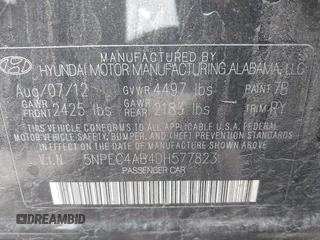 MANUFACTURED BY
HYUNDAI MOTOR MANUFACTURING ALABAMA, LLC
Aug/07/12 GVWR 4497 lbs PAINT 7B
GAWR FRONT 2425 lbs GAWR REAR 2183 lbs TRIM RY
THIS VEHICLE CONFORMS TO ALL APPLICABLE U.S. FEDERAL
MOTOR VEHICLE SAFETY, BUMPER, AND THEFT PREVENTION STANDARDS
IN EFFECT ON THE DATE OF MANUFACTURE SHOWN ABOVE.
V.I.N. 5NPEC4AB4DH577823
PASSENGER CAR
DREAMBID